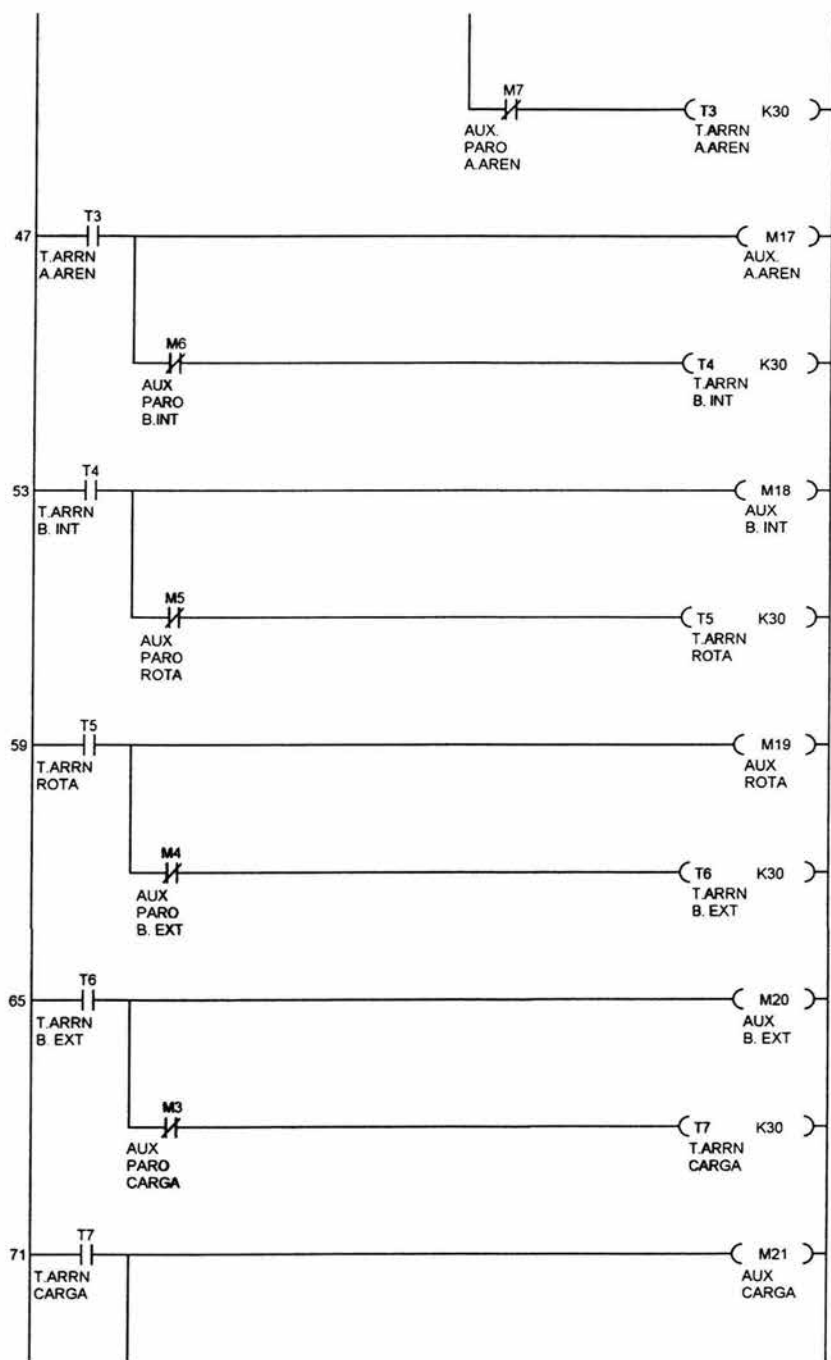 M7
T3 K30
AUX.
PARO
A.AREN
T.ARRN
A.AREN
T3
47
M17
T.ARRN
A.AREN
AUX.
A.AREN
M6
T4 K30
AUX
PARO
B.INT
T.ARRN
B. INT
T4
53
M18
T.ARRN
B. INT
AUX
B. INT
M5
T5 K30
AUX
PARO
ROTA
T.ARRN
ROTA
T5
59
M19
T.ARRN
ROTA
AUX
ROTA
M4
T6 K30
AUX
PARO
B. EXT
T.ARRN
B. EXT
T6
65
M20
T.ARRN
B. EXT
AUX
B. EXT
M3
T7 K30
AUX
PARO
CARGA
T.ARRN
CARGA
T7
71
M21
T.ARRN
CARGA
AUX
CARGA